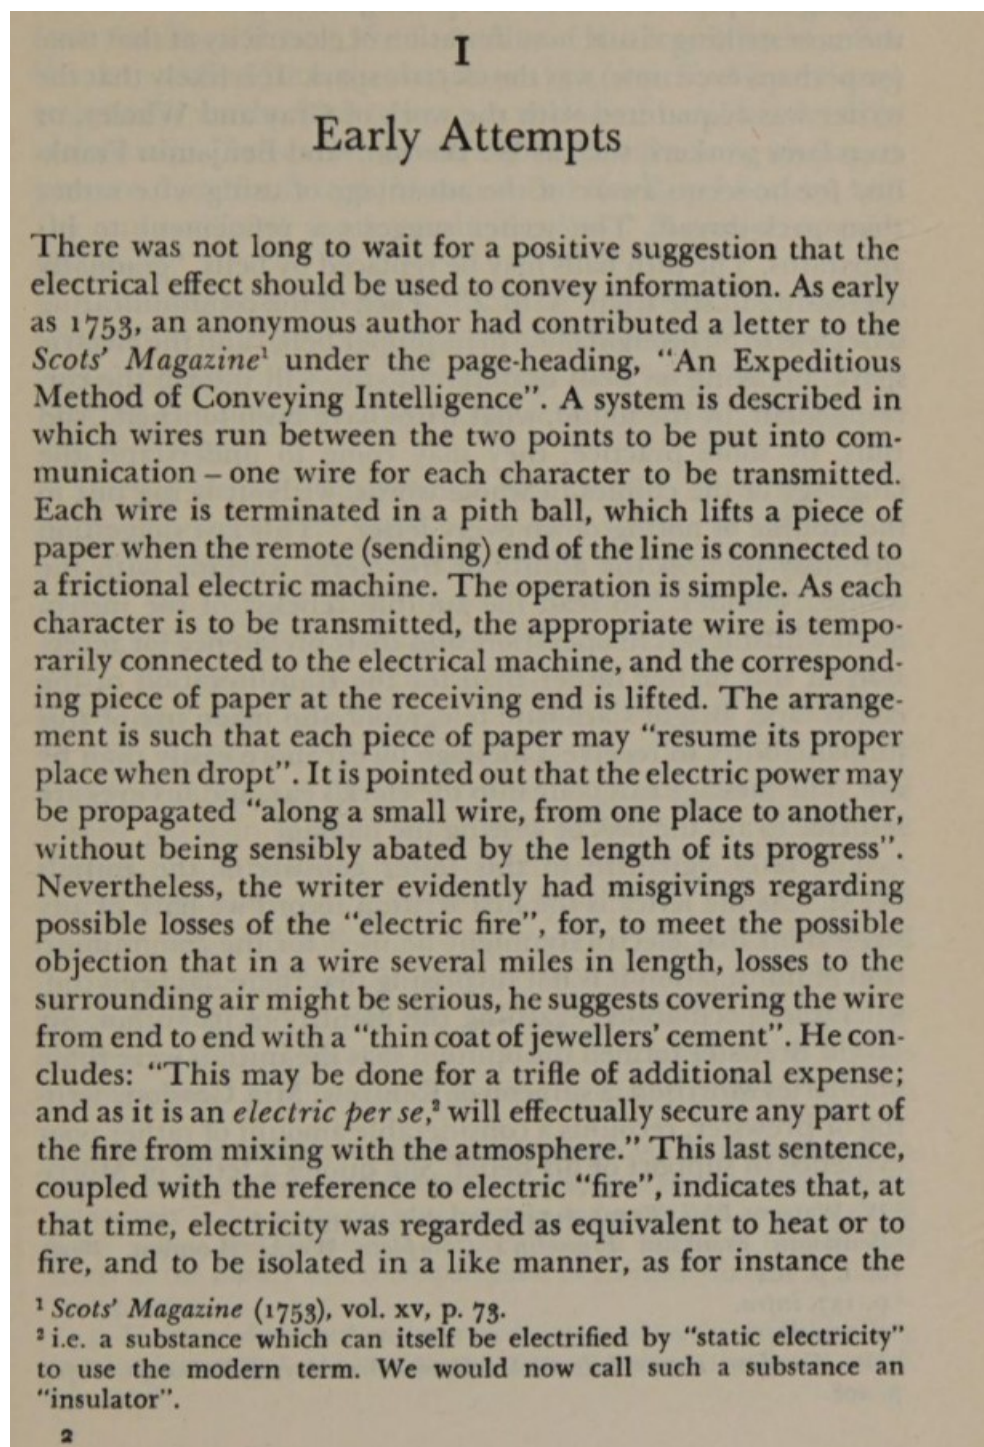 I
Early Attempts
There was not long to wait for a positive suggestion that the
electrical effect should be used to convey information. As early
as 1753, an anonymous author had contributed a letter to the
Scots' Magazine¹ under the page-heading, "An Expeditious
Method of Conveying Intelligence". A system is described in
which wires run between the two points to be put into com-
munication – one wire for each character to be transmitted.
Each wire is terminated in a pith ball, which lifts a piece of
paper when the remote (sending) end of the line is connected to
a frictional electric machine. The operation is simple. As each
character is to be transmitted, the appropriate wire is tempo-
rarily connected to the electrical machine, and the correspond-
ing piece of paper at the receiving end is lifted. The arrange-
ment is such that each piece of paper may "resume its proper
place when dropt". It is pointed out that the electric power may
be propagated "along a small wire, from one place to another,
without being sensibly abated by the length of its progress".
Nevertheless, the writer evidently had misgivings regarding
possible losses of the "electric fire", for, to meet the possible
objection that in a wire several miles in length, losses to the
surrounding air might be serious, he suggests covering the wire
from end to end with a "thin coat of jewellers' cement". He con-
cludes: "This may be done for a trifle of additional expense;
and as it is an electric per se,² will effectually secure any part of
the fire from mixing with the atmosphere." This last sentence,
coupled with the reference to electric "fire", indicates that, at
that time, electricity was regarded as equivalent to heat or to
fire, and to be isolated in a like manner, as for instance the
¹ Scots' Magazine (1753), vol. xv, p. 73.
² i.e. a substance which can itself be electrified by "static electricity"
to use the modern term. We would now call such a substance an
"insulator".
2